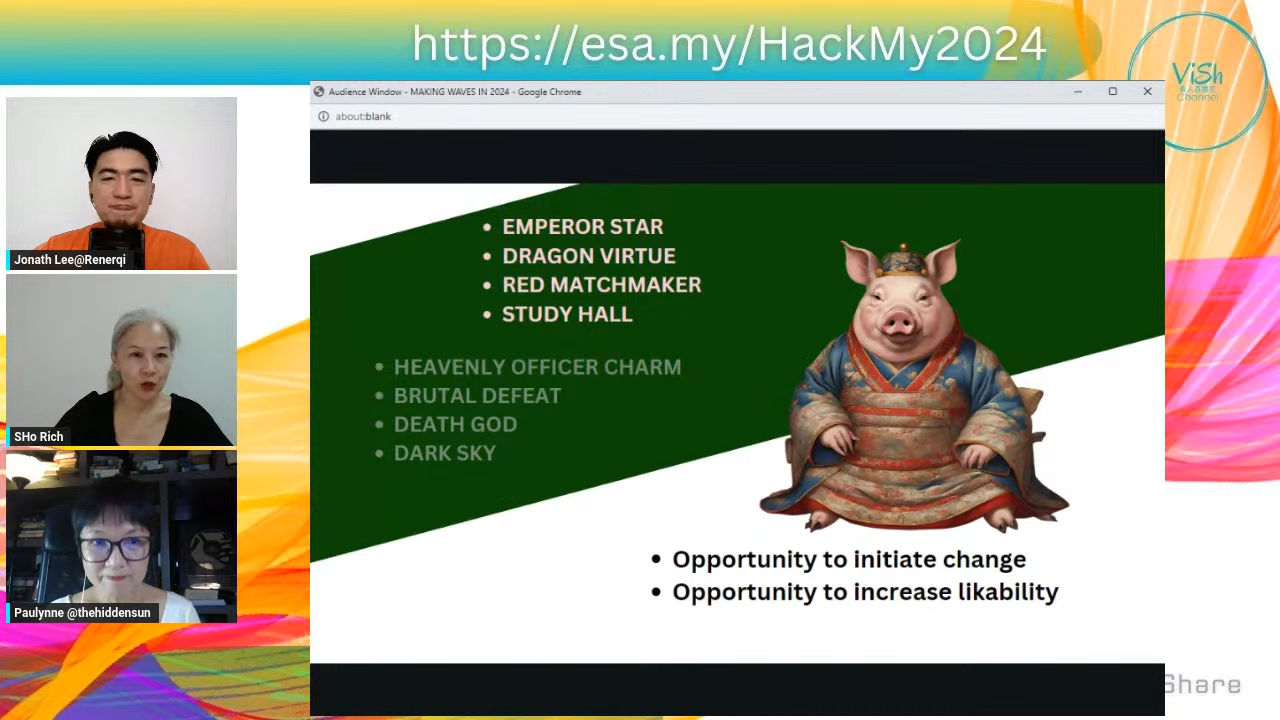 https://esa.my/HackMy2024
ViSh
Channel
Audience Window - MAKING WAVES IN 2024 - Google Chrome
about:blank
• EMPEROR STAR
• DRAGON VIRTUE
• RED MATCHMAKER
• STUDY HALL
• HEAVENLY OFFICER CHARM
• BRUTAL DEFEAT
• DEATH GOD
• DARK SKY
• Opportunity to initiate change
• Opportunity to increase likability
Jonath Lee@Renerqi
SHo Rich
Paulynne @thehiddensun
Share